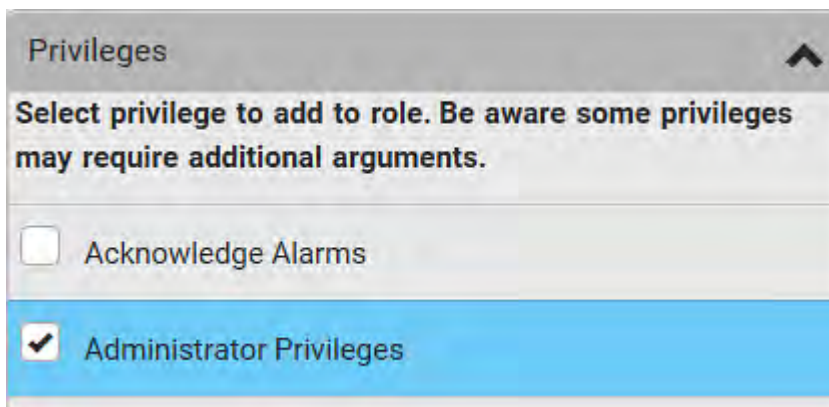 Privileges
Select privilege to add to role. Be aware some privileges
may require additional arguments.
Acknowledge Alarms
Administrator Privileges